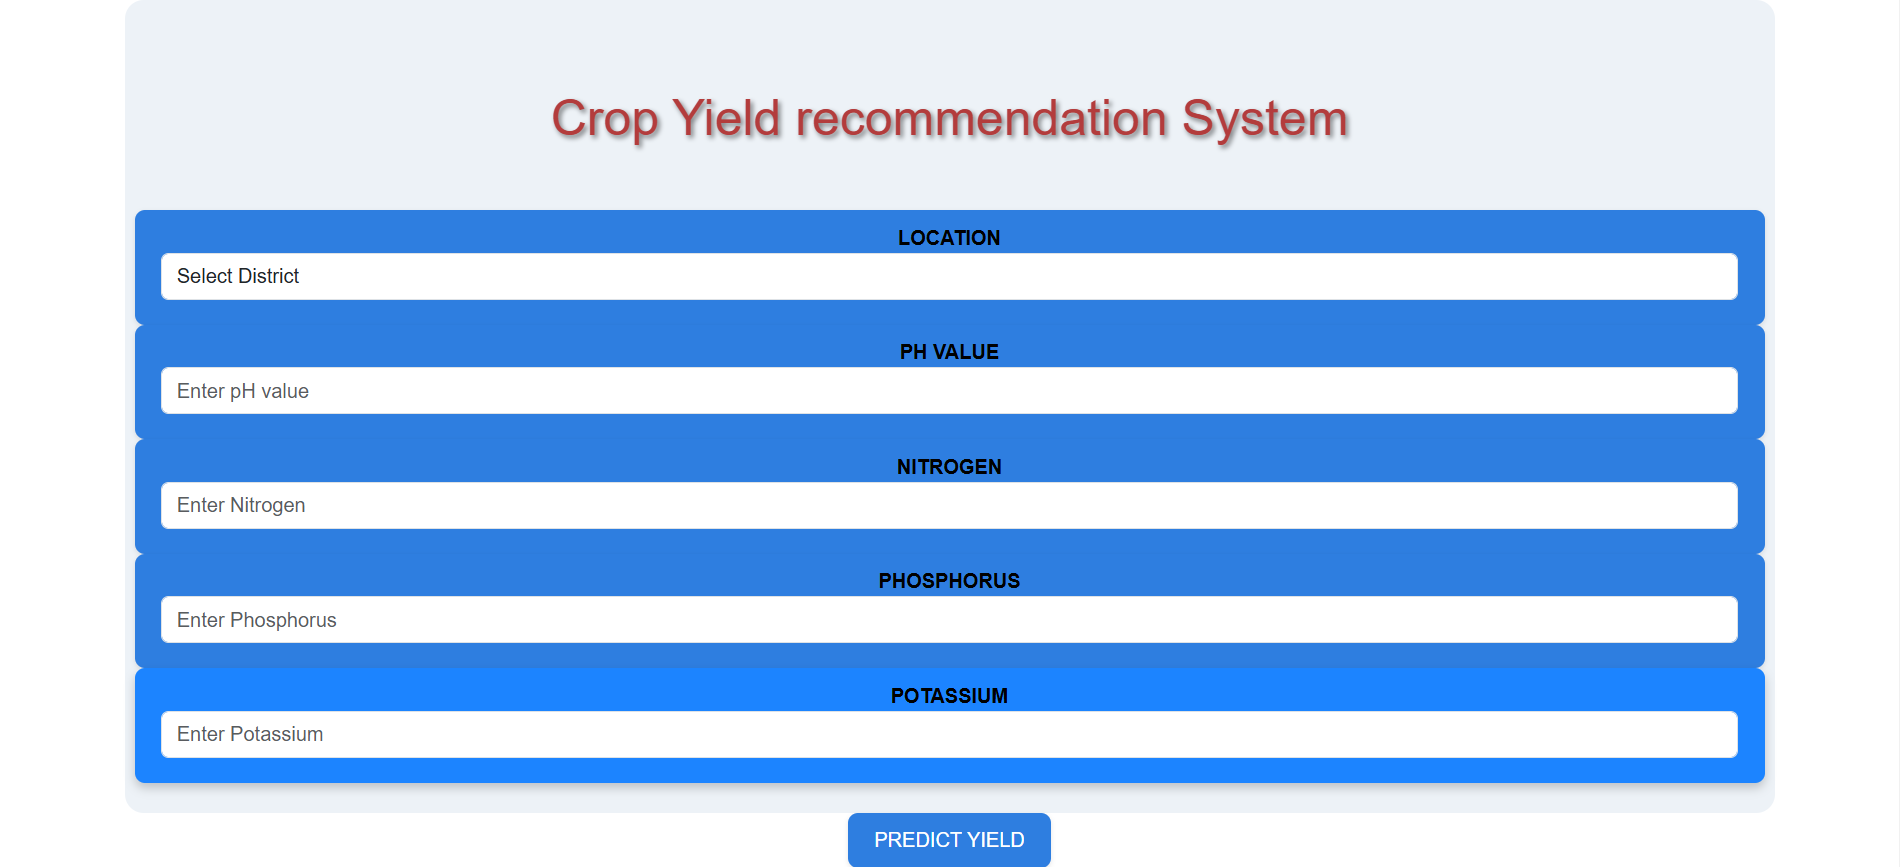 Crop Yield recommendation System
LOCATION
Select District
PH VALUE
Enter pH value
NITROGEN
Enter Nitrogen
PHOSPHORUS
Enter Phosphorus
POTASSIUM
Enter Potassium
PREDICT YIELD